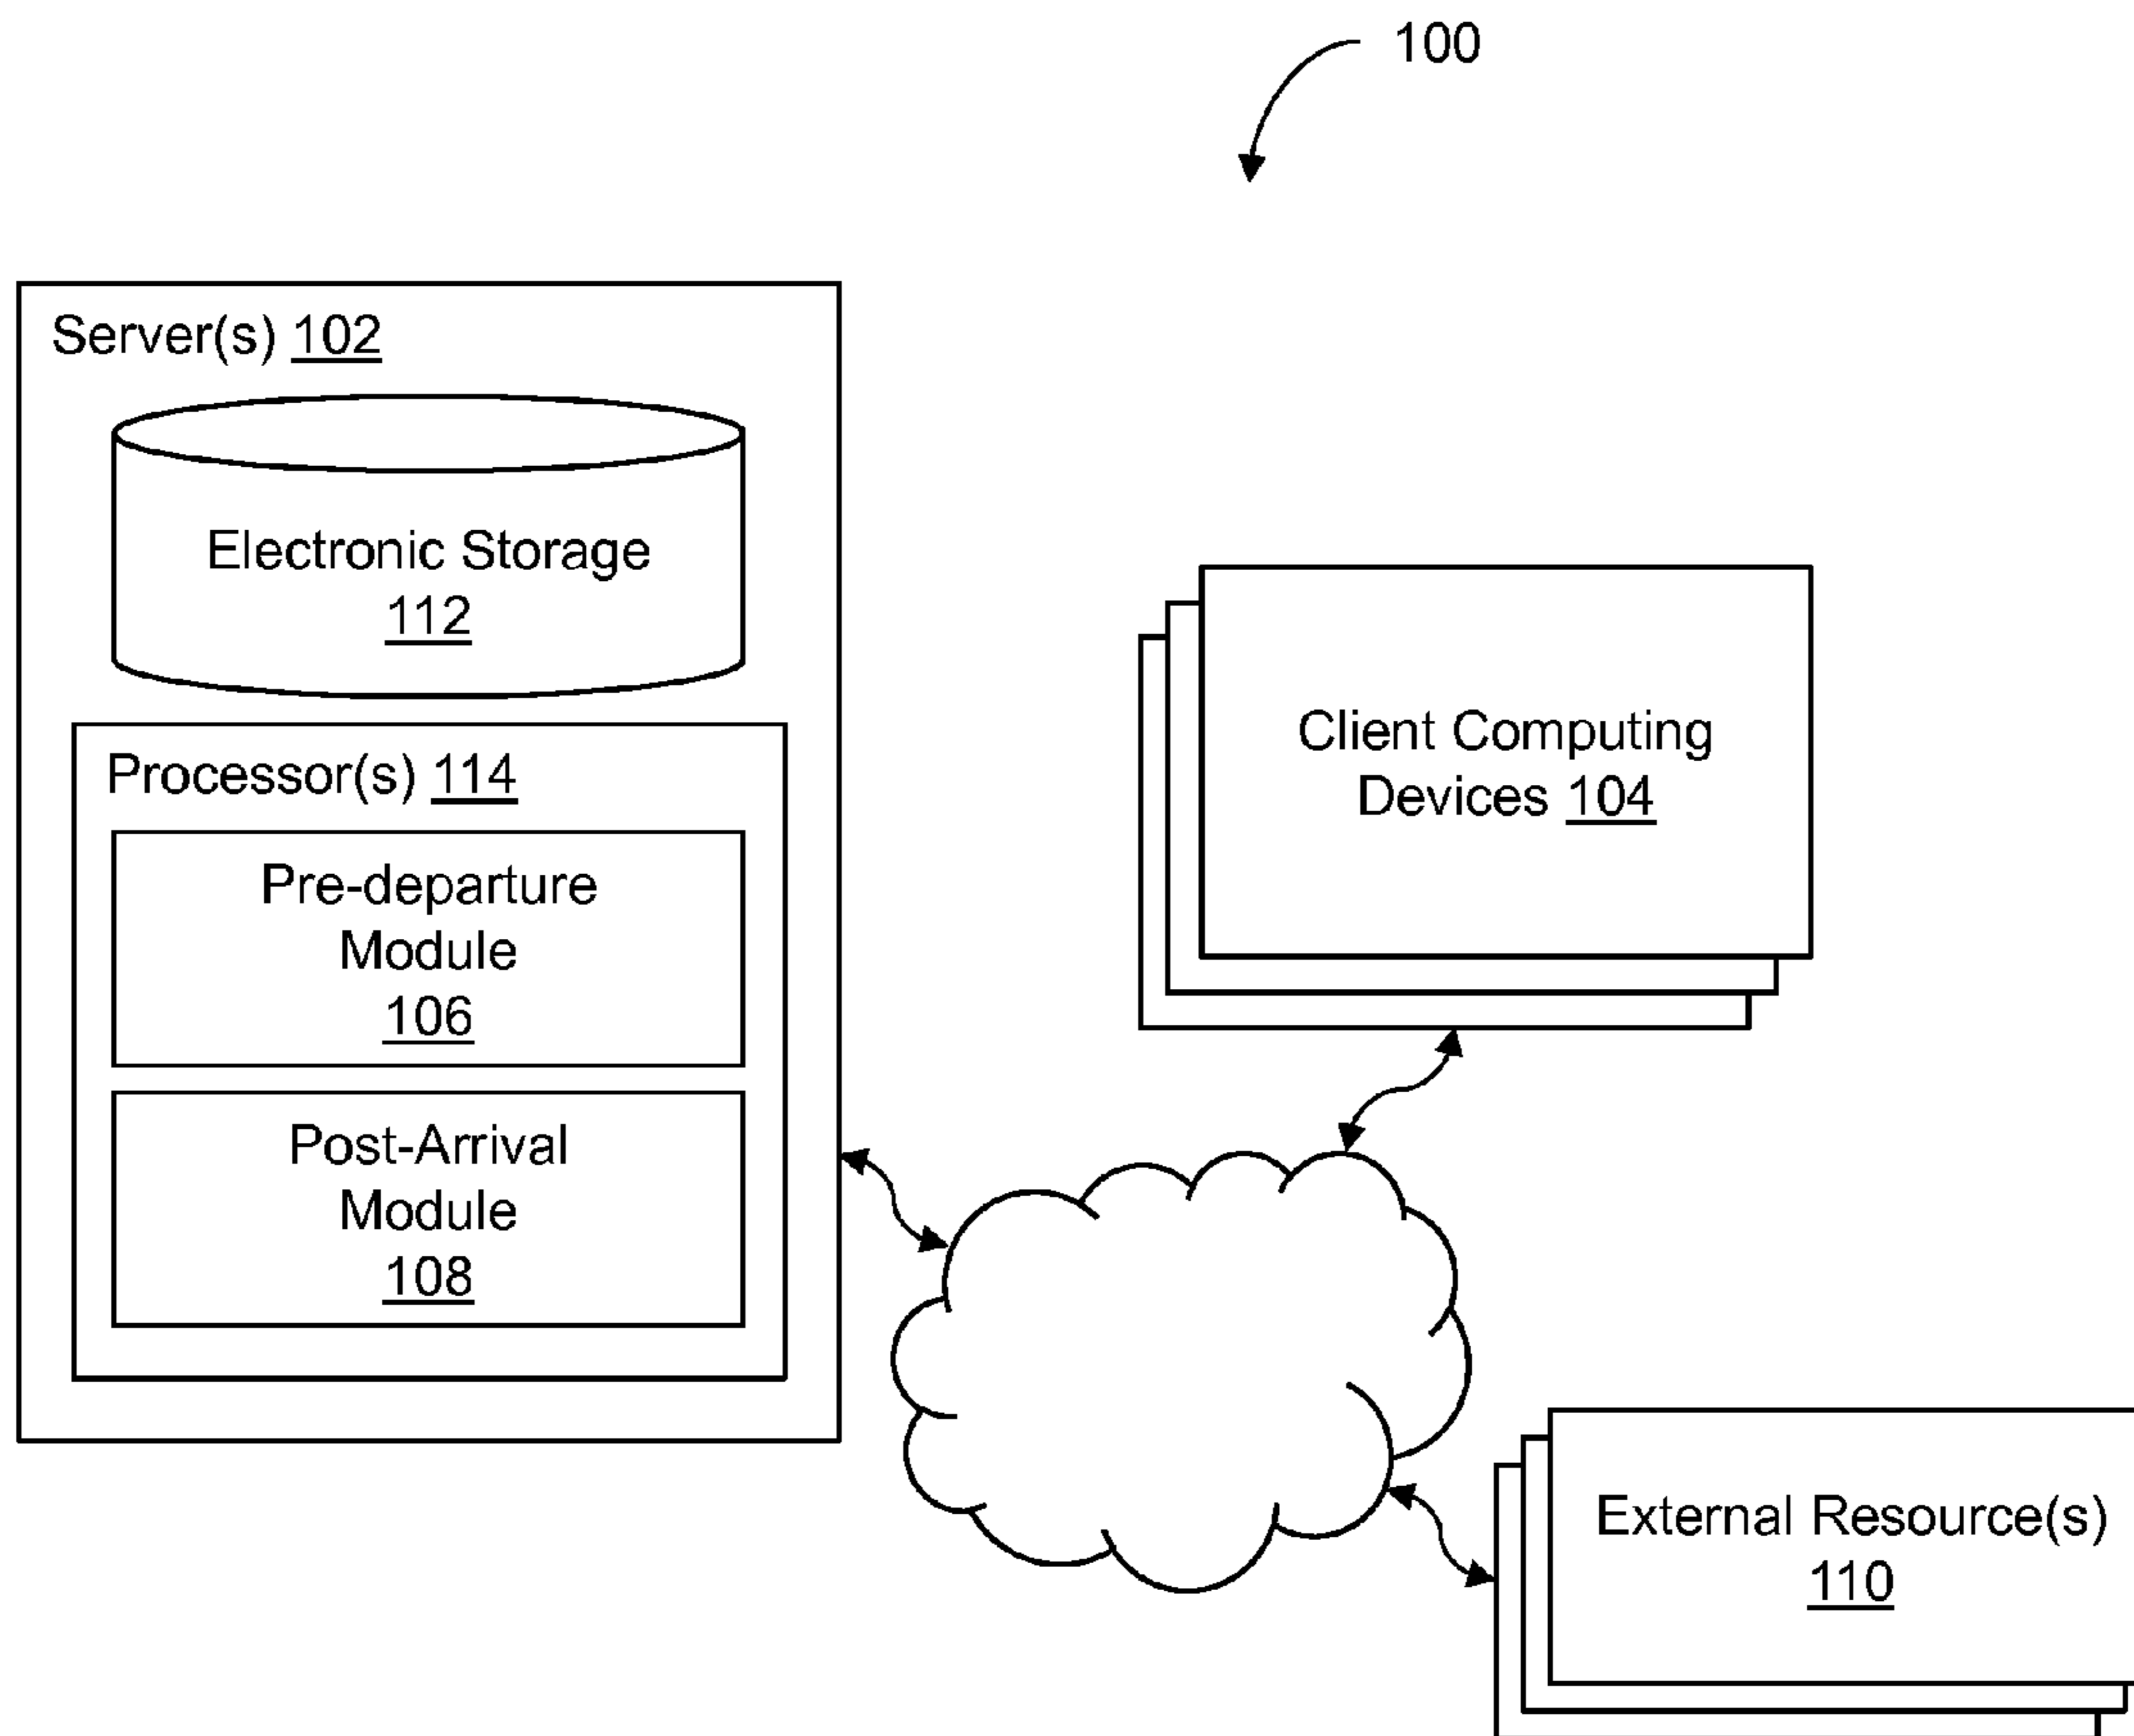 100
Server(s) 102
Electronic Storage
112
Processor(s) 114
Pre-departure
Module
106
Post-Arrival
Module
108
Client Computing
Devices 104
External Resource(s)
110